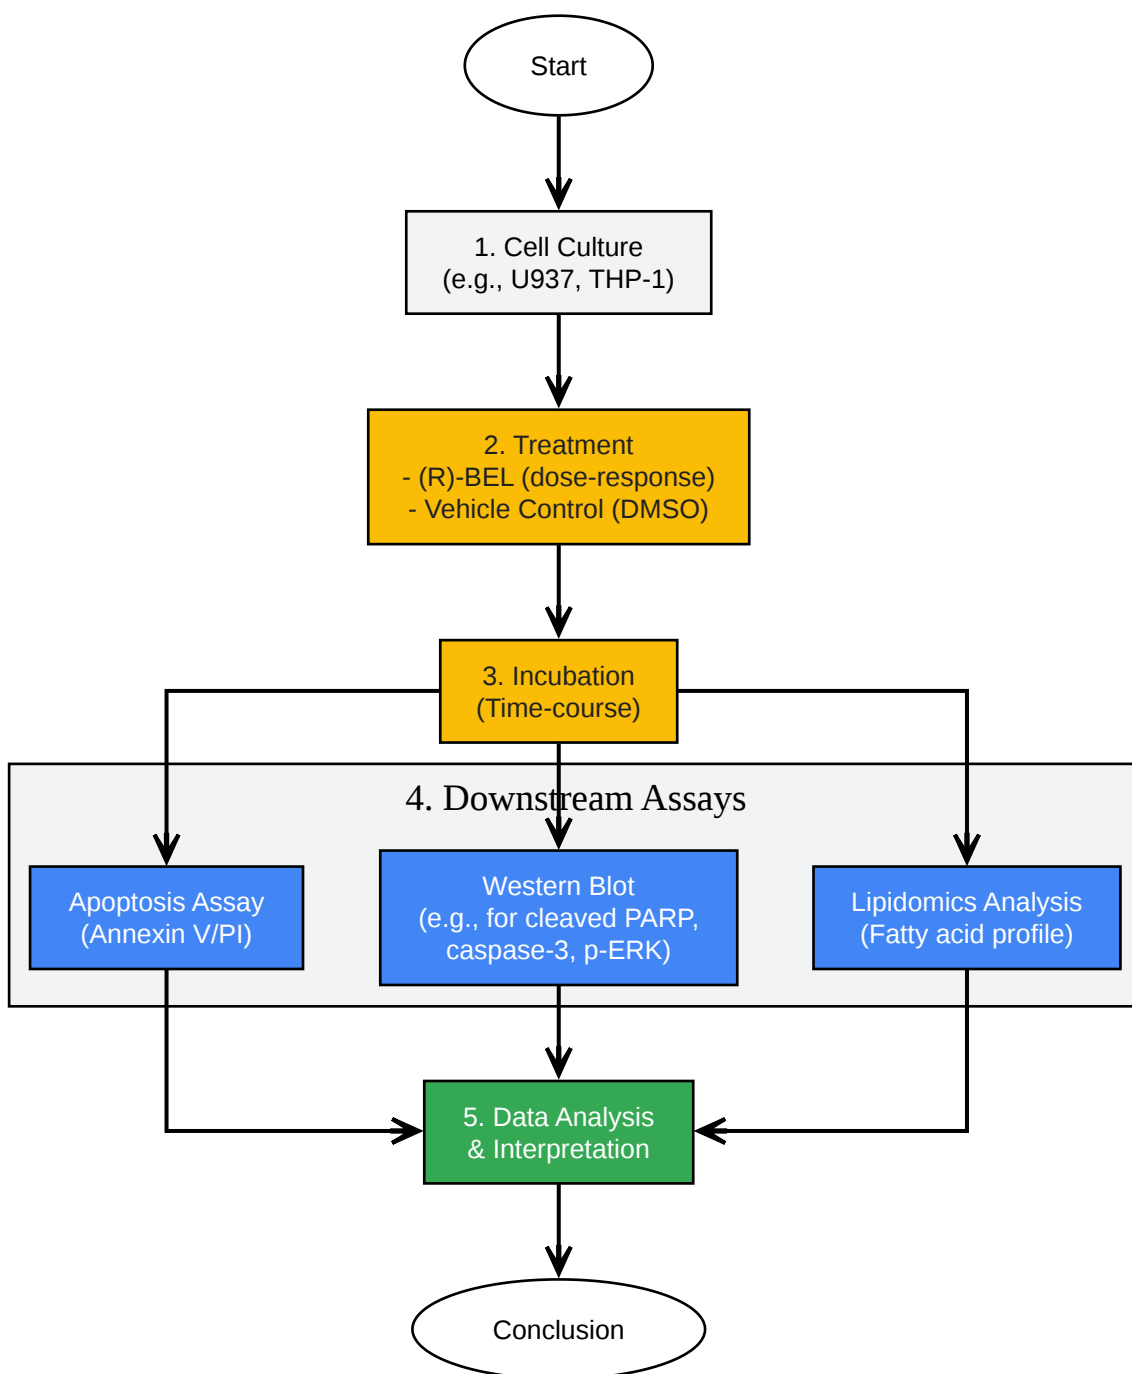 Start
1. Cell Culture
(e.g., U937, THP-1)
2. Treatment
- (R)-BEL (dose-response)
- Vehicle Control (DMSO)
3. Incubation
(Time-course)
4. Downstream Assays
Apoptosis Assay
(Annexin V/PI)
Western Blot
(e.g., for cleaved PARP,
caspase-3, p-ERK)
Lipidomics Analysis
(Fatty acid profile)
5. Data Analysis
& Interpretation
Conclusion